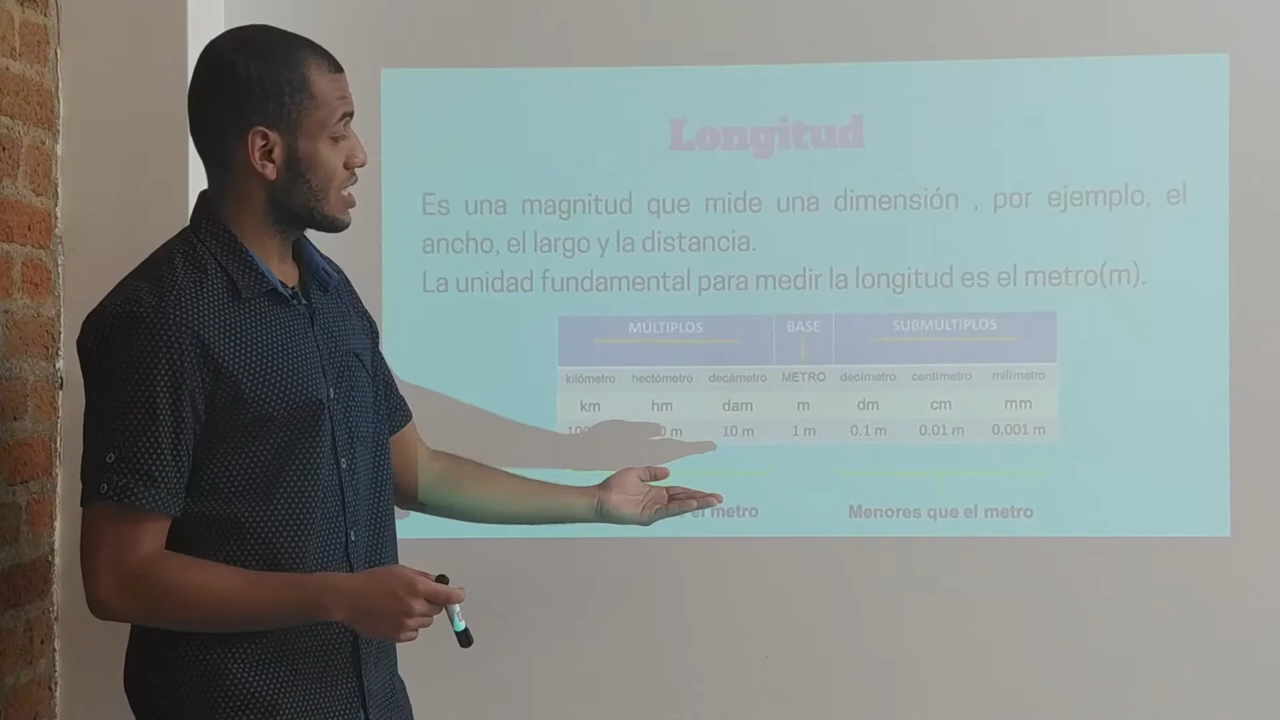 Longitud
Es una magnitud que mide una dimensión , por ejemplo, el
ancho, el largo y la distancia.
La unidad fundamental para medir la longitud es el metro(m).
MÚLTIPLOS BASE SUBMÚLTIPLOS
kilómetro hectómetro decámetro METRO decímetro centímetro milímetro
km hm dam m dm cm mm
m 10 m 1 m 0.1 m 0.01 m 0.001 m
el metro Menores que el metro